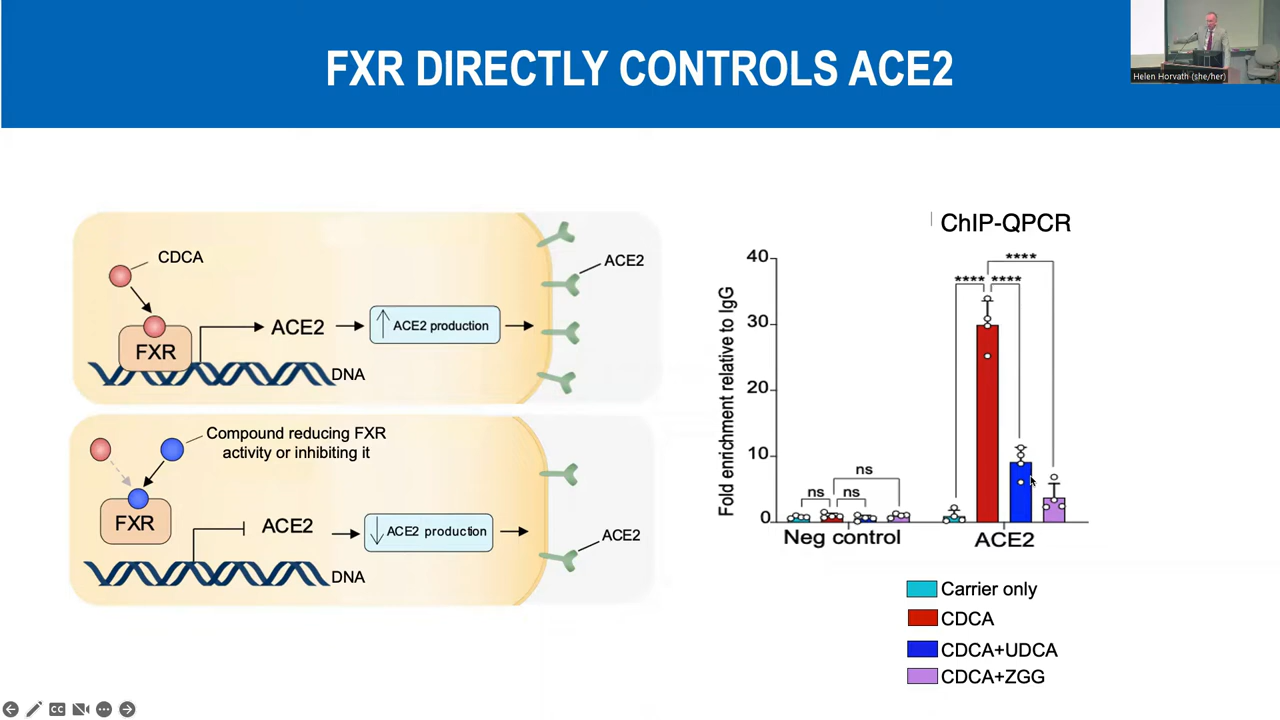 FXR DIRECTLY CONTROLS ACE2
Helen Horvath (she/her)
CDCA
ACE2
FXR
ACE2
↑ ACE2 production
DNA
Compound reducing FXR
activity or inhibiting it
FXR
ACE2
↓ ACE2 production
ACE2
DNA
ChIP-QPCR
Fold enrichment relative to IgG
40
30
20
10
0
ns
ns
ns
****
****
****
Neg control
ACE2
Carrier only
CDCA
CDCA+UDCA
CDCA+ZGG
CC